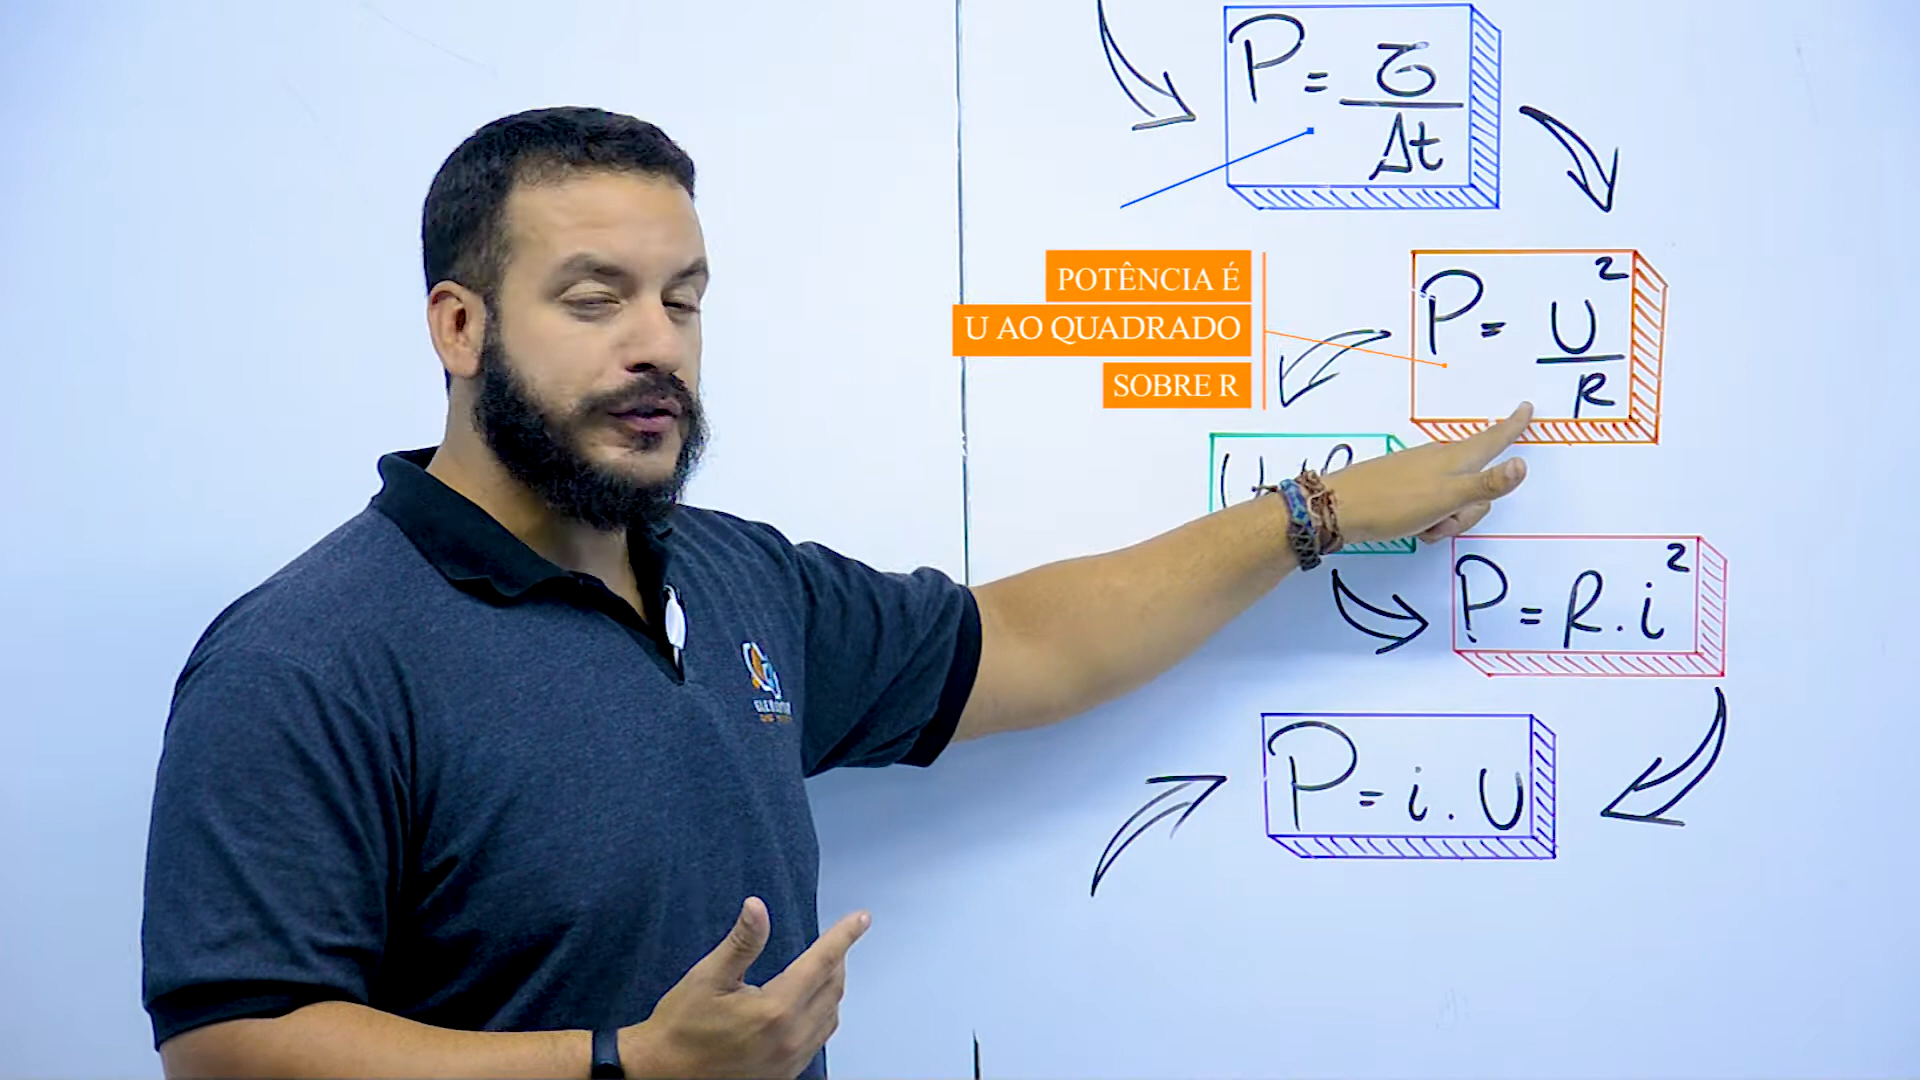 P = τ
Δt
POTÊNCIA É
U AO QUADRADO
SOBRE R
P = U²
R
P = R . i²
P = i . U